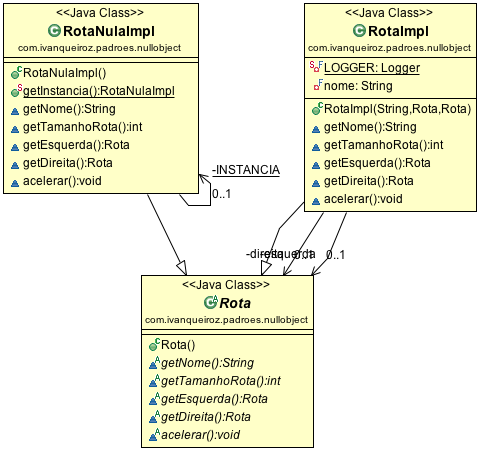 <<Java Class>>
RotaNulaImpl
com.ivanqueiroz.padroes.nullobject
RotaNulaImpl()
getInstancia():RotaNulaImpl
getNome():String
getTamanhoRota():int
getEsquerda():Rota
getDireita():Rota
acelerar():void
<<Java Class>>
RotaImpl
com.ivanqueiroz.padroes.nullobject
LOGGER: Logger
nome: String
RotaImpl(String,Rota,Rota)
getNome():String
getTamanhoRota():int
getEsquerda():Rota
getDireita():Rota
acelerar():void
-INSTANCIA
0..1
0..1
0..1
<<Java Class>>
Rota
com.ivanqueiroz.padroes.nullobject
Rota()
getNome():String
getTamanhoRota():int
getEsquerda():Rota
getDireita():Rota
acelerar():void